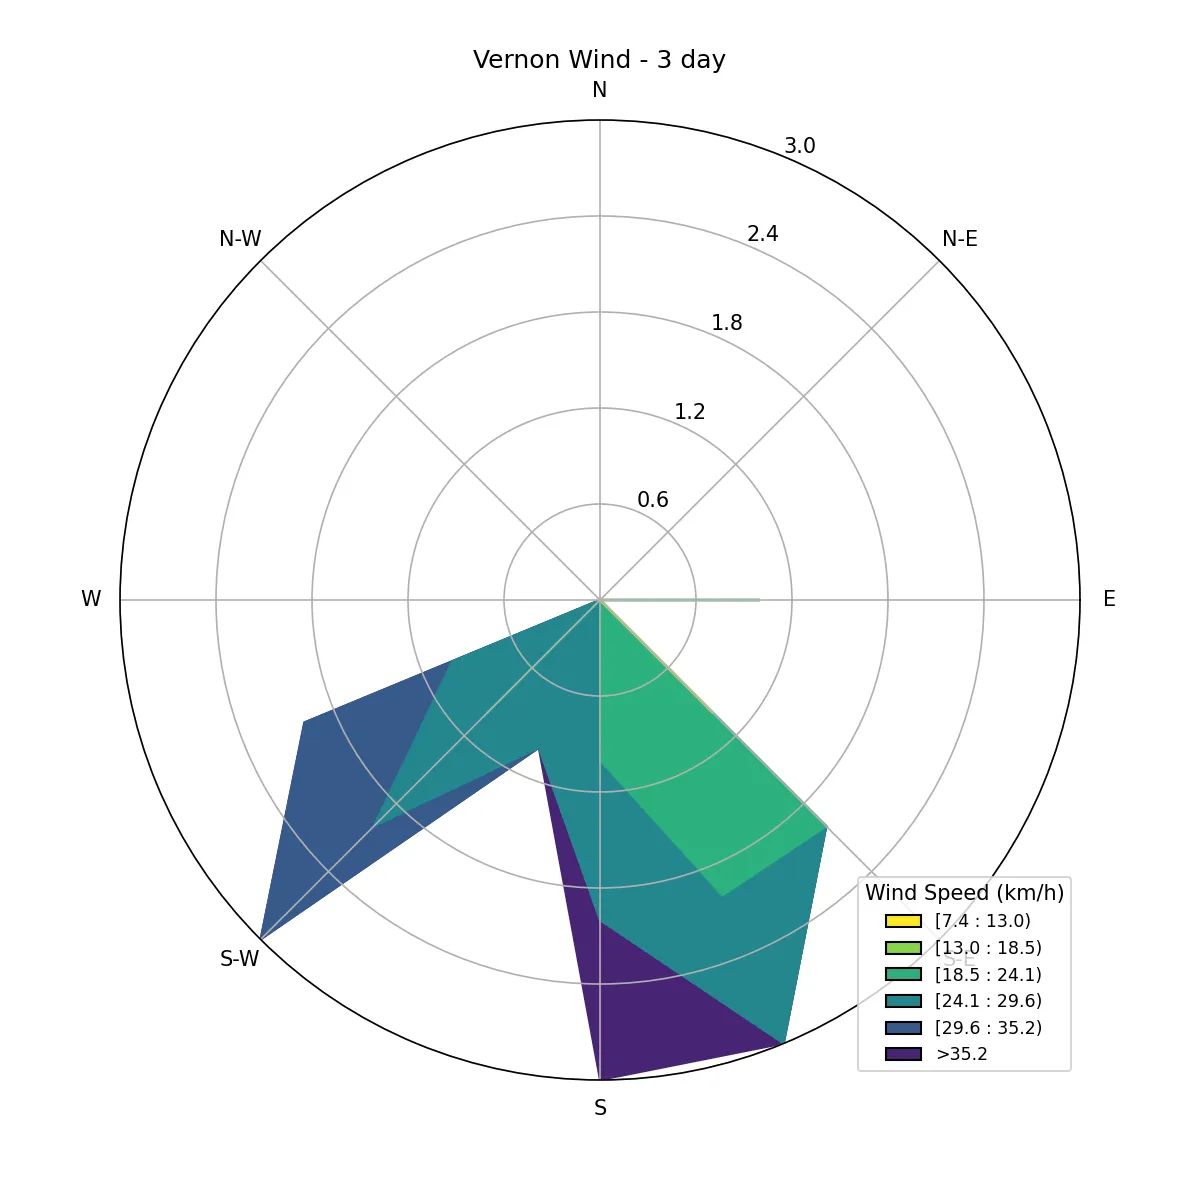 Vernon Wind - 3 day
N
3.0
N-W
2.4
N-E
1.8
1.2
0.6
W
E
S-W
S-E
S
Wind Speed (km/h)
[7.4 : 13.0)
[13.0 : 18.5)
[18.5 : 24.1)
[24.1 : 29.6)
[29.6 : 35.2)
>35.2